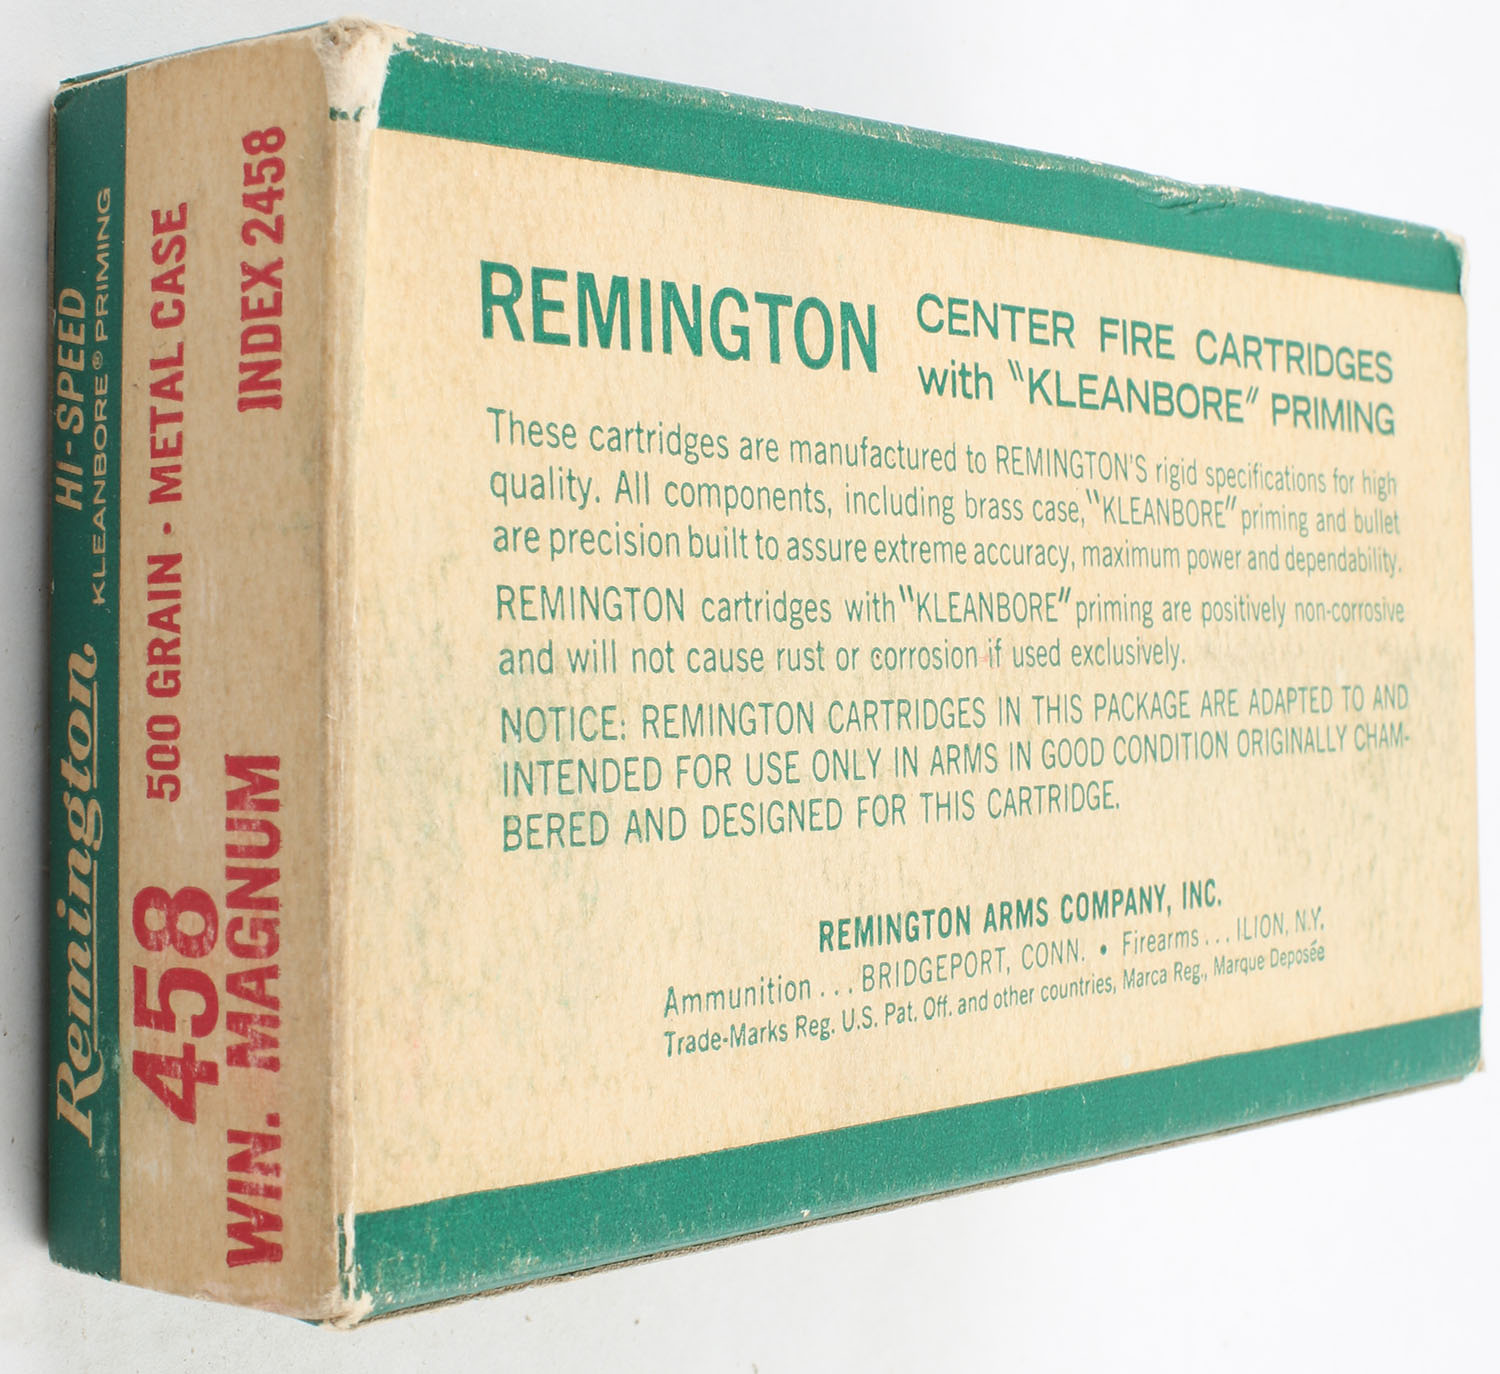 Remington HI-SPEED
KLEANBORE® PRIMING
458 500 GRAIN • METAL CASE
WIN. MAGNUM INDEX 2458
REMINGTON CENTER FIRE CARTRIDGES
with "KLEANBORE" PRIMING
These cartridges are manufactured to REMINGTON'S rigid specifications for high
quality. All components, including brass case, "KLEANBORE" priming and bullet
are precision built to assure extreme accuracy, maximum power and dependability.
REMINGTON cartridges with "KLEANBORE" priming are positively non-corrosive
and will not cause rust or corrosion if used exclusively.
NOTICE: REMINGTON CARTRIDGES IN THIS PACKAGE ARE ADAPTED TO AND
INTENDED FOR USE ONLY IN ARMS IN GOOD CONDITION ORIGINALLY CHAM-
BERED AND DESIGNED FOR THIS CARTRIDGE.
REMINGTON ARMS COMPANY, INC.
Ammunition . . . BRIDGEPORT, CONN. • Firearms . . . ILION, N.Y.
Trade-Marks Reg. U.S. Pat. Off. and other countries, Marca Reg., Marque Deposée